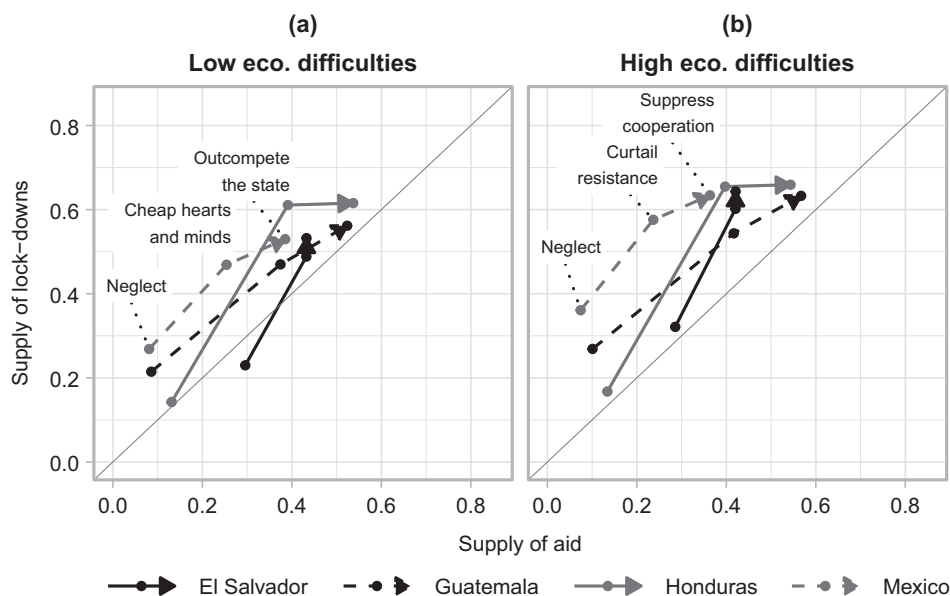 (a)
(b)
Low eco. difficulties
High eco. difficulties
Supply of lock–downs
0.8
0.6
0.4
0.2
0.0
Outcompete
the state
Cheap hearts
and minds
Neglect
Suppress
cooperation
Curtail
resistance
Neglect
0.0 0.2 0.4 0.6 0.8
0.0 0.2 0.4 0.6 0.8
Supply of aid
El Salvador Guatemala Honduras Mexico